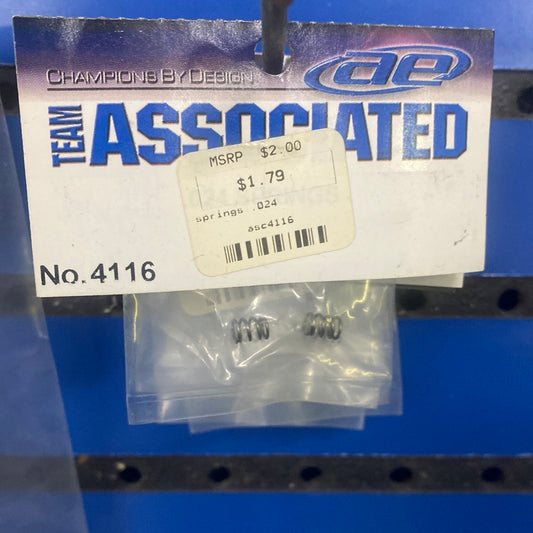 CHAMPIONS BY DESIGN
ae
TEAM
ASSOCIATED
MSRP $2.00
$1.79
springs .024
asc4116
No.4116